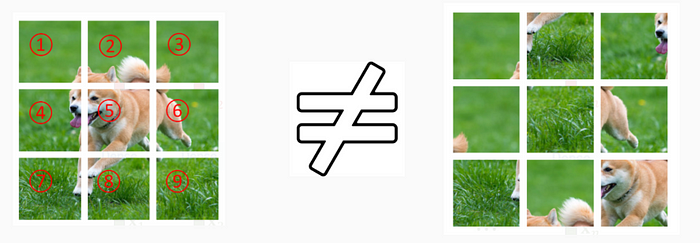 ① ② ③
≠
④ ⑤ ⑥
⑦ ⑧ ⑨